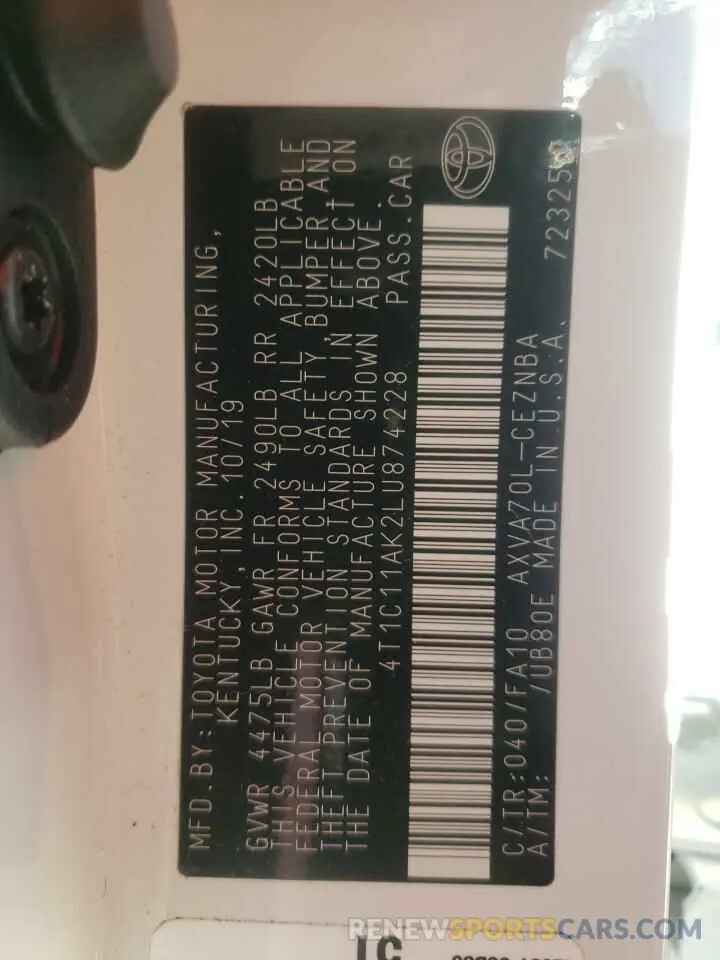 MFD.BY:TOYOTA MOTOR MANUFACTURING,
KENTUCKY,INC. 10/19
GVWR 4475LB GAWR FR 2490LB RR 2420LB
THIS VEHICLE CONFORMS TO ALL APPLICABLE
FEDERAL MOTOR VEHICLE SAFETY, BUMPER, AND
THEFT PREVENTION STANDARDS IN EFFECT ON
THE DATE OF MANUFACTURE SHOWN ABOVE.
4T1C11AK2LU874228 PASS.CAR
C/TR:040/FA10 AXVA70L-CEZNBA
A/TM: /UB80E MADE IN U.S.A.
RENEWSPORTSCARS.COM